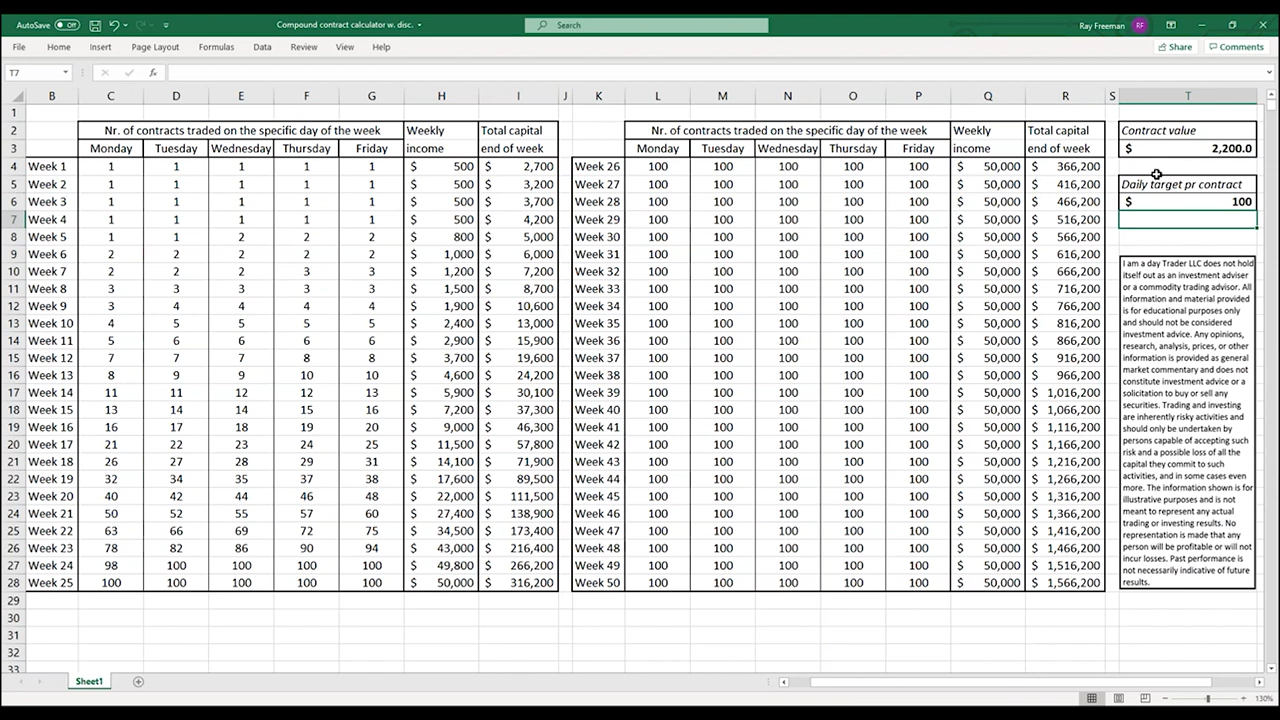 AutoSave Off Compound contract calculator w. disc. Search Ray Freeman RF
File Home Insert Page Layout Formulas Data Review View Help Share Comments
T7 fx
B C D E F G H I J K L M N O P Q R S T
1
2 Nr. of contracts traded on the specific day of the week Weekly Total capital Nr. of contracts traded on the specific day of the week Weekly Total capital Contract value
3 Monday Tuesday Wednesday Thursday Friday income end of week Monday Tuesday Wednesday Thursday Friday income end of week $ 2,200.0
4 Week 1 1 1 1 1 1 $ 500 $ 2,700 Week 26 100 100 100 100 100 $ 50,000 $ 366,200
5 Week 2 1 1 1 1 1 $ 500 $ 3,200 Week 27 100 100 100 100 100 $ 50,000 $ 416,200 Daily target pr contract
6 Week 3 1 1 1 1 1 $ 500 $ 3,700 Week 28 100 100 100 100 100 $ 50,000 $ 466,200 $ 100
7 Week 4 1 1 1 1 1 $ 500 $ 4,200 Week 29 100 100 100 100 100 $ 50,000 $ 516,200
8 Week 5 1 1 2 2 2 $ 800 $ 5,000 Week 30 100 100 100 100 100 $ 50,000 $ 566,200
9 Week 6 2 2 2 2 2 $ 1,000 $ 6,000 Week 31 100 100 100 100 100 $ 50,000 $ 616,200
10 Week 7 2 2 2 3 3 $ 1,200 $ 7,200 Week 32 100 100 100 100 100 $ 50,000 $ 666,200
11 Week 8 3 3 3 3 3 $ 1,500 $ 8,700 Week 33 100 100 100 100 100 $ 50,000 $ 716,200
12 Week 9 3 4 4 4 4 $ 1,900 $ 10,600 Week 34 100 100 100 100 100 $ 50,000 $ 766,200
13 Week 10 4 5 5 5 5 $ 2,400 $ 13,000 Week 35 100 100 100 100 100 $ 50,000 $ 816,200
14 Week 11 5 6 6 6 6 $ 2,900 $ 15,900 Week 36 100 100 100 100 100 $ 50,000 $ 866,200
15 Week 12 7 7 7 8 8 $ 3,700 $ 19,600 Week 37 100 100 100 100 100 $ 50,000 $ 916,200
16 Week 13 8 9 9 10 10 $ 4,600 $ 24,200 Week 38 100 100 100 100 100 $ 50,000 $ 966,200
17 Week 14 11 11 12 12 13 $ 5,900 $ 30,100 Week 39 100 100 100 100 100 $ 50,000 $ 1,016,200
18 Week 15 13 14 14 15 16 $ 7,200 $ 37,300 Week 40 100 100 100 100 100 $ 50,000 $ 1,066,200
19 Week 16 16 17 18 19 20 $ 9,000 $ 46,300 Week 41 100 100 100 100 100 $ 50,000 $ 1,116,200
20 Week 17 21 22 23 24 25 $ 11,500 $ 57,800 Week 42 100 100 100 100 100 $ 50,000 $ 1,166,200
21 Week 18 26 27 28 29 31 $ 14,100 $ 71,900 Week 43 100 100 100 100 100 $ 50,000 $ 1,216,200
22 Week 19 32 34 35 37 38 $ 17,600 $ 89,500 Week 44 100 100 100 100 100 $ 50,000 $ 1,266,200
23 Week 20 40 42 44 46 48 $ 22,000 $ 111,500 Week 45 100 100 100 100 100 $ 50,000 $ 1,316,200
24 Week 21 50 52 55 57 60 $ 27,400 $ 138,900 Week 46 100 100 100 100 100 $ 50,000 $ 1,366,200
25 Week 22 63 66 69 72 75 $ 34,500 $ 173,400 Week 47 100 100 100 100 100 $ 50,000 $ 1,416,200
26 Week 23 78 82 86 90 94 $ 43,000 $ 216,400 Week 48 100 100 100 100 100 $ 50,000 $ 1,466,200
27 Week 24 98 100 100 100 100 $ 49,800 $ 266,200 Week 49 100 100 100 100 100 $ 50,000 $ 1,516,200
28 Week 25 100 100 100 100 100 $ 50,000 $ 316,200 Week 50 100 100 100 100 100 $ 50,000 $ 1,566,200
29
30
31
32
33
I am a day Trader LLC does not hold
itself out as an investment adviser
or a commodity trading advisor. All
information and material provided
is for educational purposes only
and should not be considered
investment advice. Any opinions,
research, analysis, prices, or other
information is provided as general
market commentary and does not
constitute investment advice or a
solicitation to buy or sell any
securities. Trading and investing
are inherently risky activities and
should only be undertaken by
persons capable of accepting such
risk and a possible loss of all the
capital they commit to such
activities, and in some cases even
more. The information shown is for
illustrative purposes and is not
meant to represent any actual
trading or investing results. No
representation is made that any
person will be profitable or will not
incur losses. Past performance is
not necessarily indicative of future
results.
Sheet1
130%